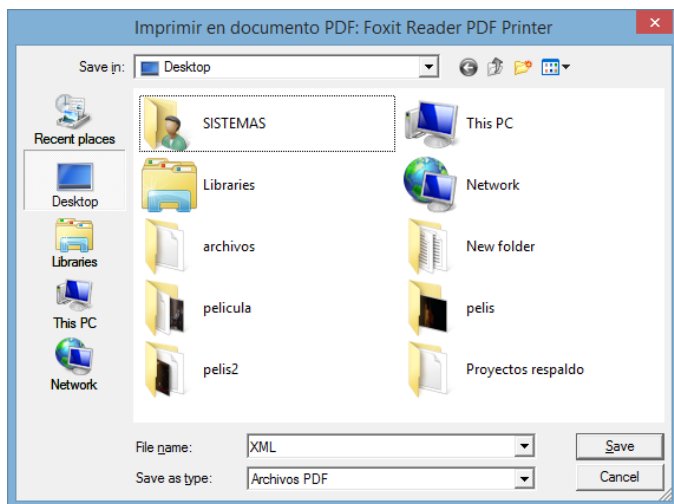 Imprimir en documento PDF: Foxit Reader PDF Printer
Save in: Desktop
Recent places
Desktop
Libraries
This PC
Network
SISTEMAS
This PC
Libraries
Network
archivos
New folder
pelicula
pelis
pelis2
Proyectos respaldo
File name: XML
Save
Save as type: Archivos PDF
Cancel